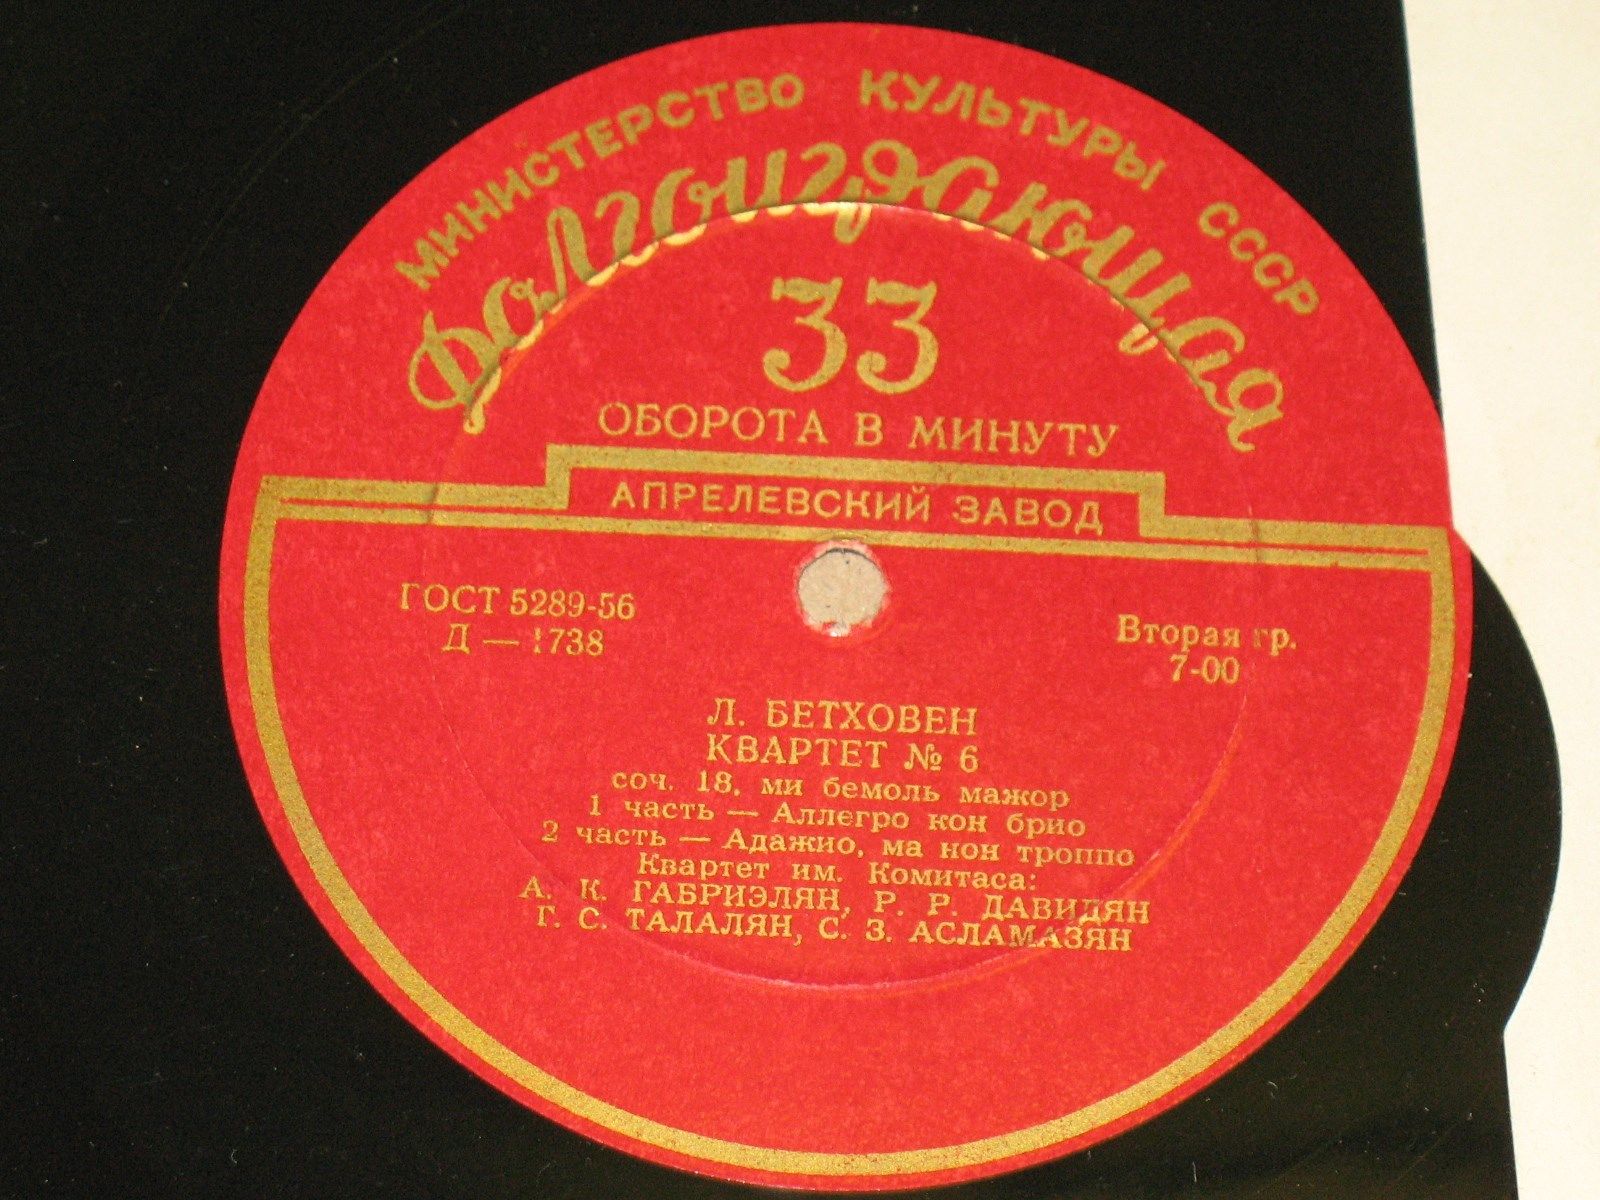 МИНИСТЕРСТВО КУЛЬТУРЫ СССР
Долгоиграющая
33
ОБОРОТА В МИНУТУ
АПРЕЛЕВСКИЙ ЗАВОД
ГОСТ 5289-56
Д — 1738
Вторая гр.
7-00
Л. БЕТХОВЕН
КВАРТЕТ № 6
соч. 18, ми бемоль мажор
1 часть — Аллегро кон брио
2 часть — Адажио, ма нон троппо
Квартет им. Комитаса:
А. К. ГАБРИЭЛЯН, Р. Р. ДАВИДЯН
Г. С. ТАЛАЛЯН, С. З. АСЛАМАЗЯН